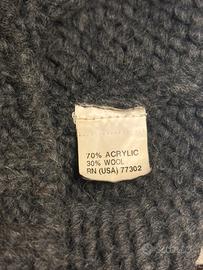 70% ACRYLIC
30% WOOL
RN (USA) 77302